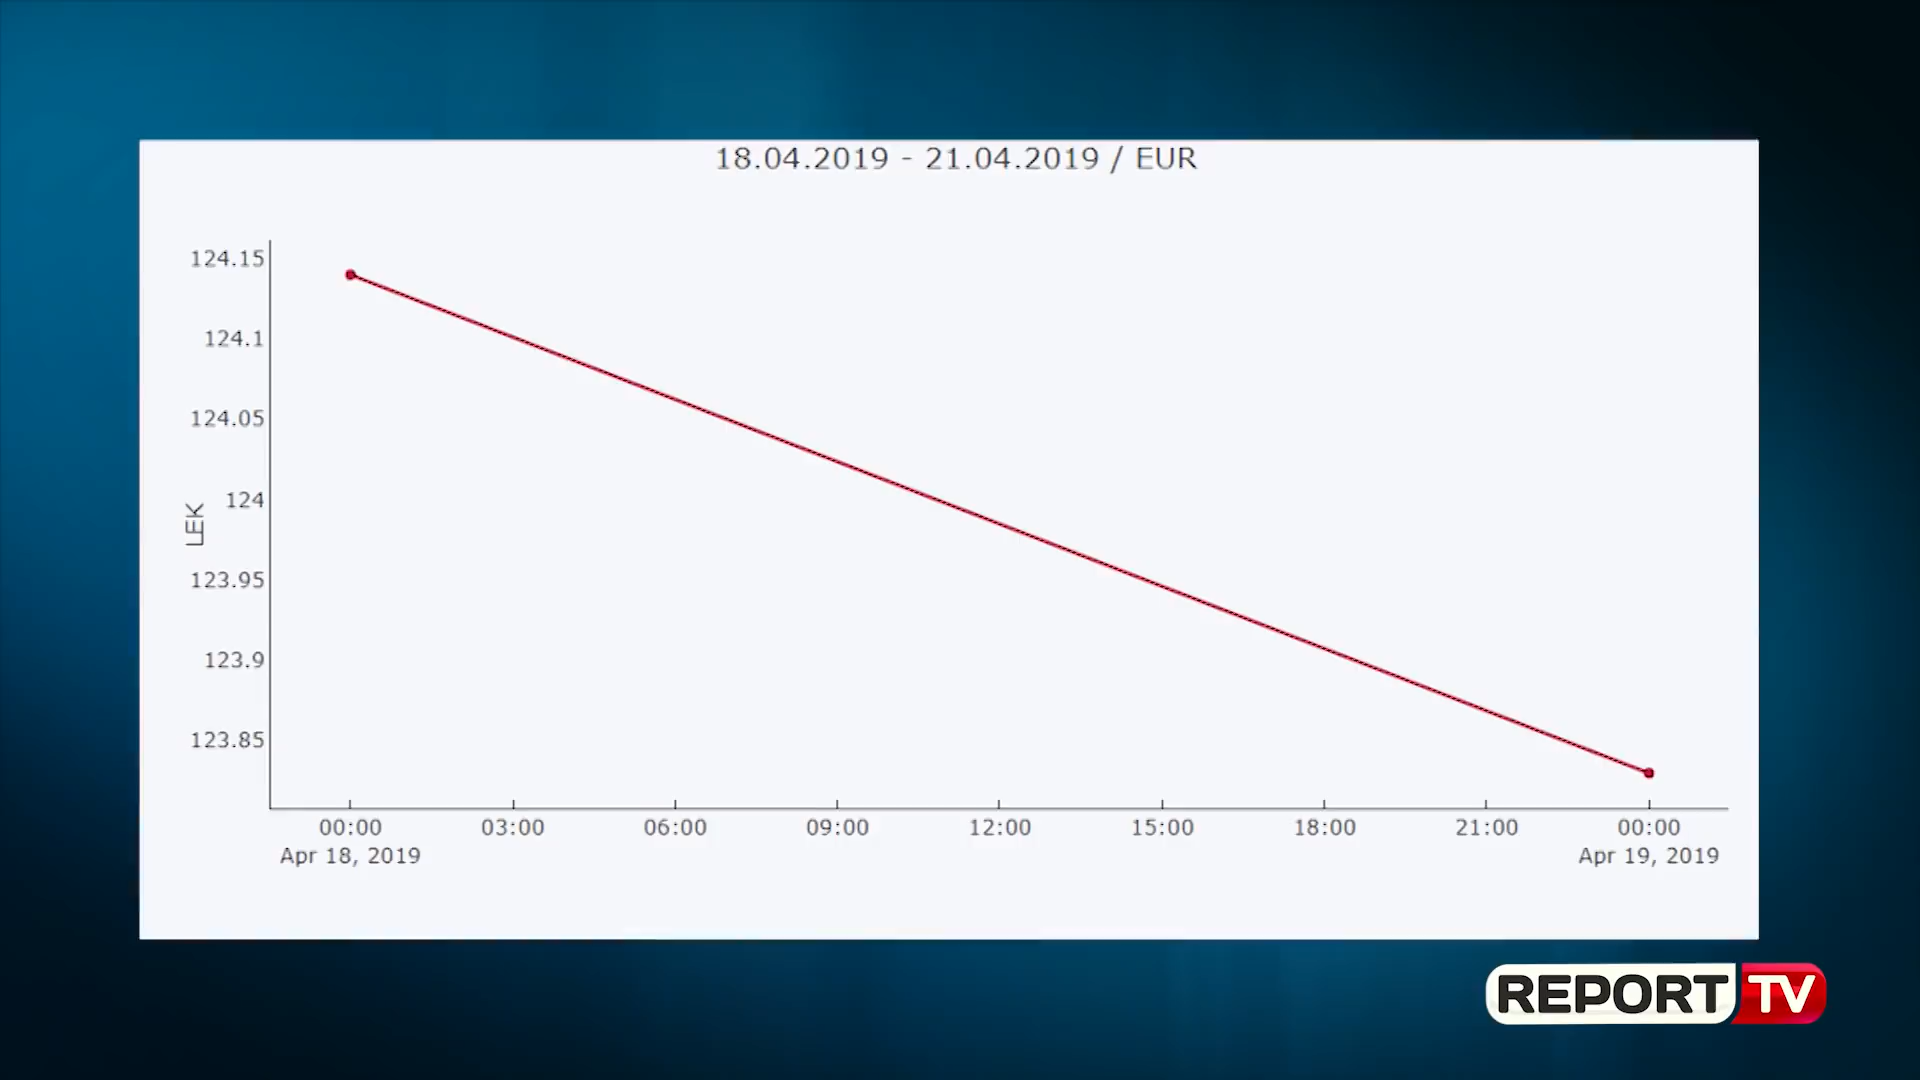 18.04.2019 - 21.04.2019 / EUR
124.15
124.1
124.05
124
123.95
123.9
123.85
LEK
00:00 03:00 06:00 09:00 12:00 15:00 18:00 21:00 00:00
Apr 18, 2019 Apr 19, 2019
REPORT TV